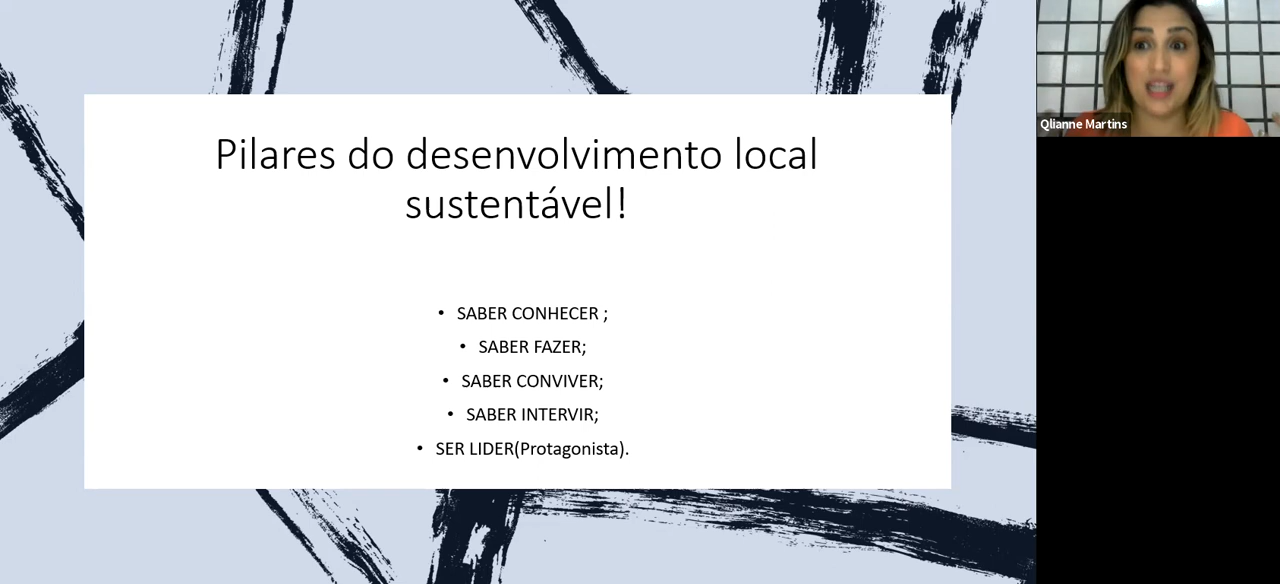 Pilares do desenvolvimento local
sustentável!
• SABER CONHECER ;
• SABER FAZER;
• SABER CONVIVER;
• SABER INTERVIR;
• SER LIDER(Protagonista).
Qlianne Martins